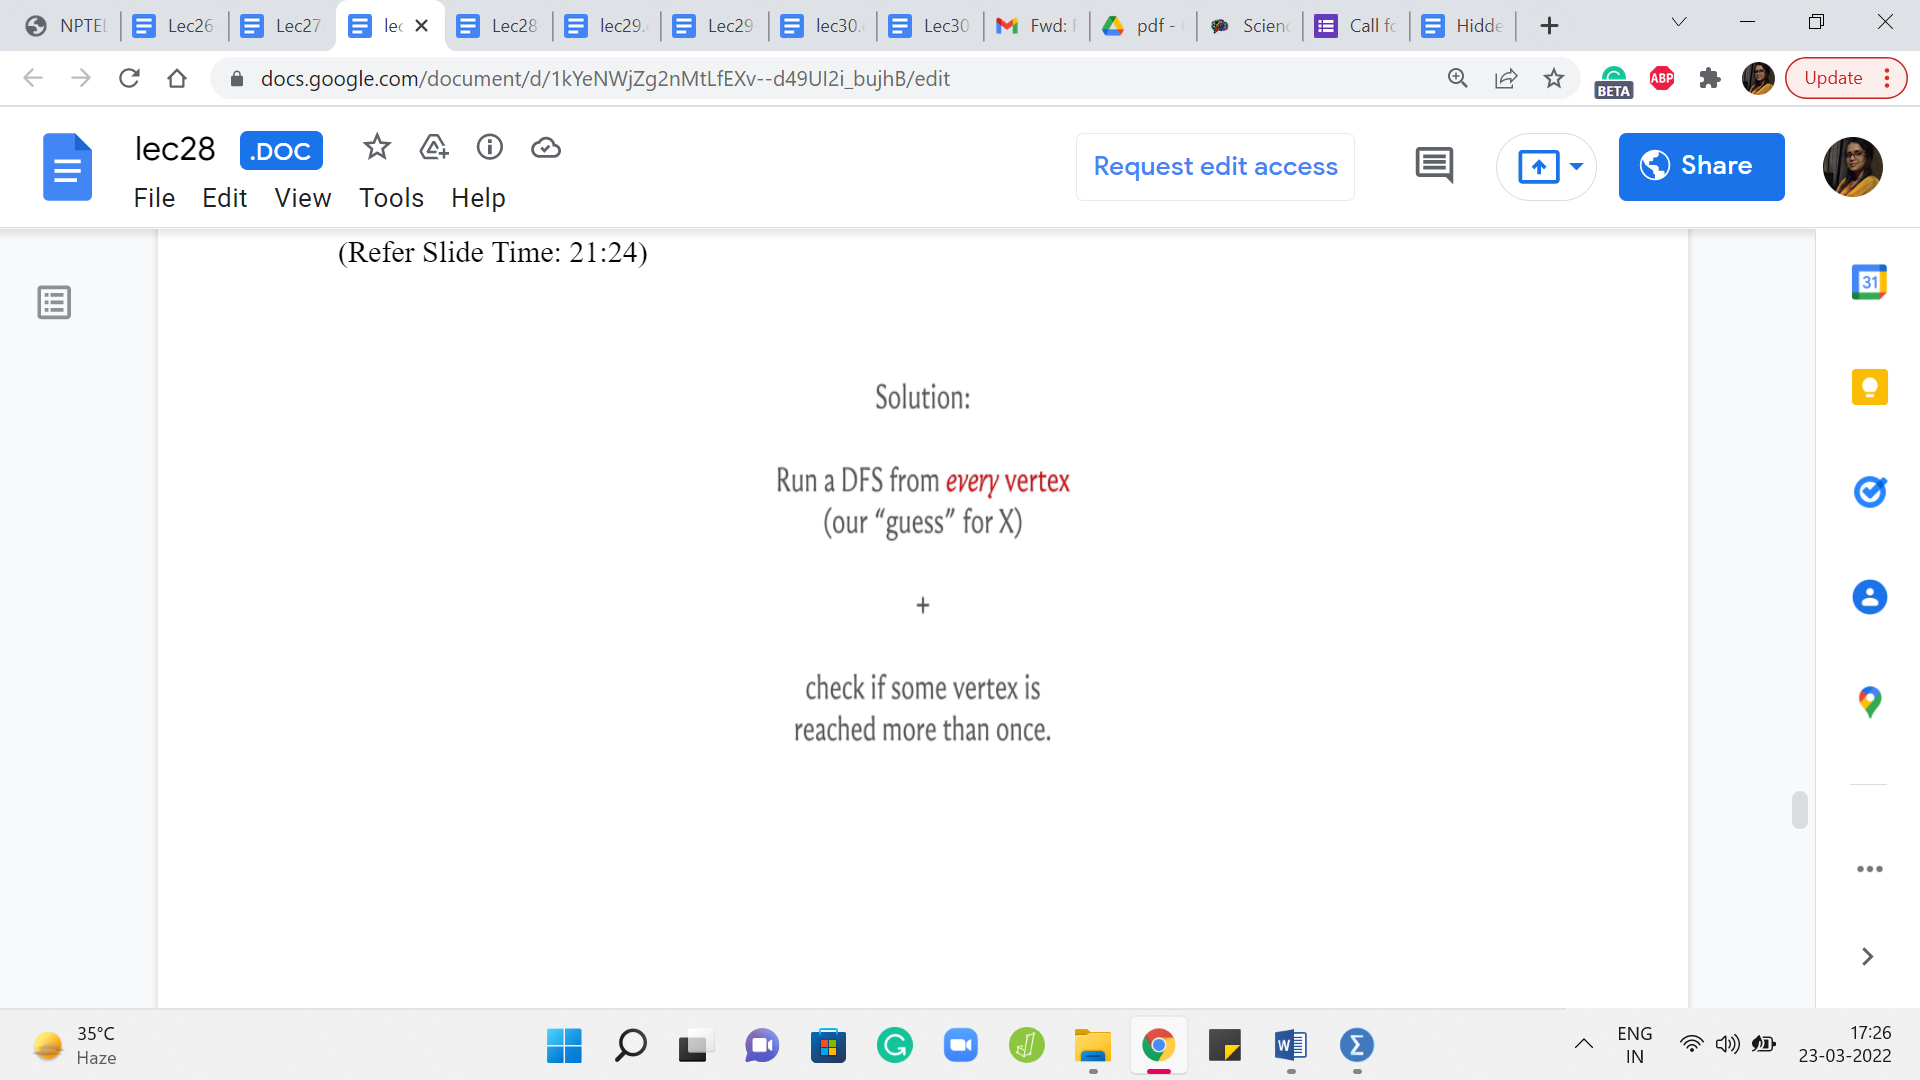 NPTEL
Lec26
Lec27
lec
Lec28
lec29.
Lec29
lec30.
Lec30
Fwd: F
pdf -
Scienc
Call fo
Hidde
docs.google.com/document/d/1kYeNWjZg2nMtLfEXv--d49UI2i_bujhB/edit
BETA
ABP
Update
lec28
.DOC
Request edit access
Share
File Edit View Tools Help
(Refer Slide Time: 21:24)
31
Solution:
Run a DFS from every vertex
(our “guess” for X)
+
check if some vertex is
reached more than once.
35°C
Haze
ENG
IN
17:26
23-03-2022